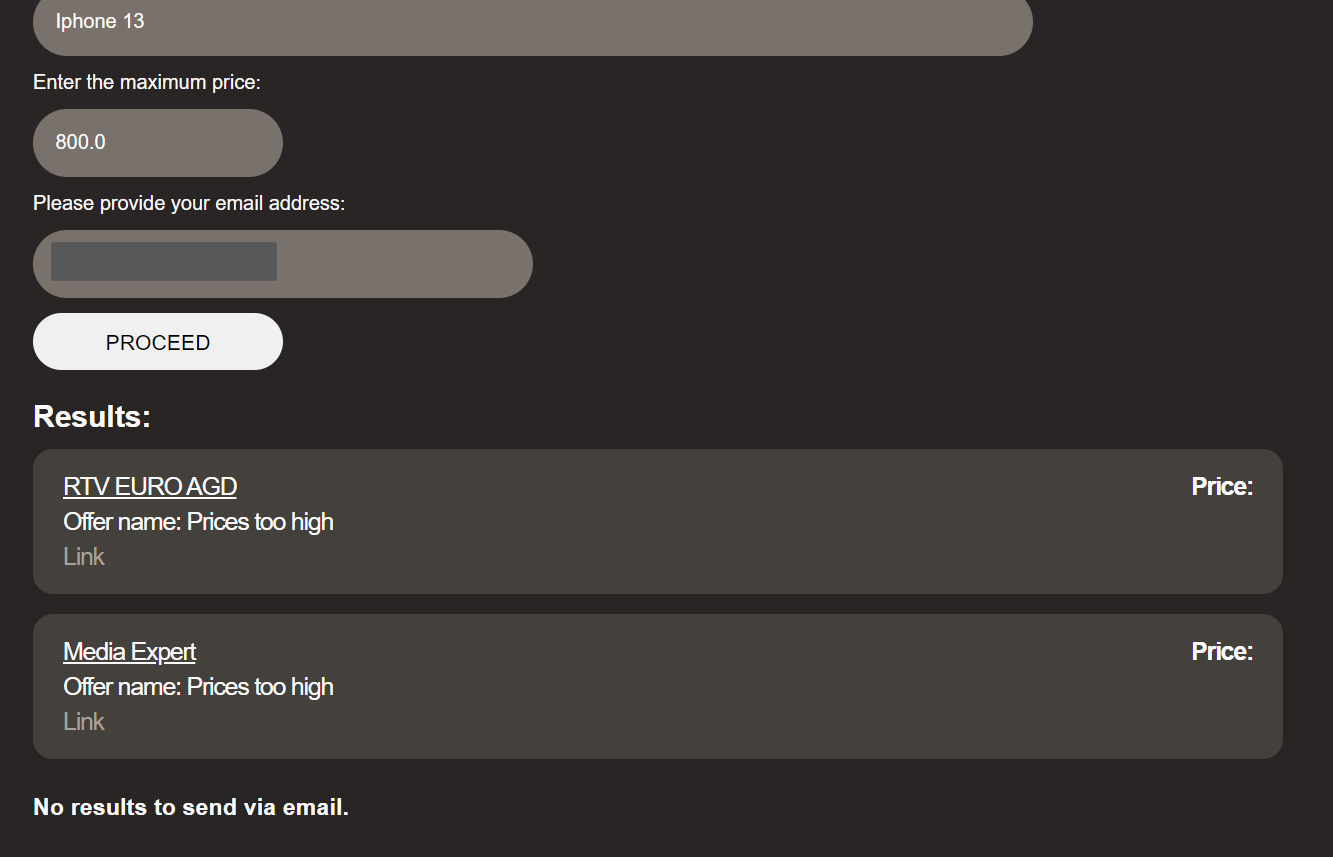 Iphone 13
Enter the maximum price:
800.0
Please provide your email address:
PROCEED
Results:
RTV EURO AGD
Price:
Offer name: Prices too high
Link
Media Expert
Price:
Offer name: Prices too high
Link
No results to send via email.